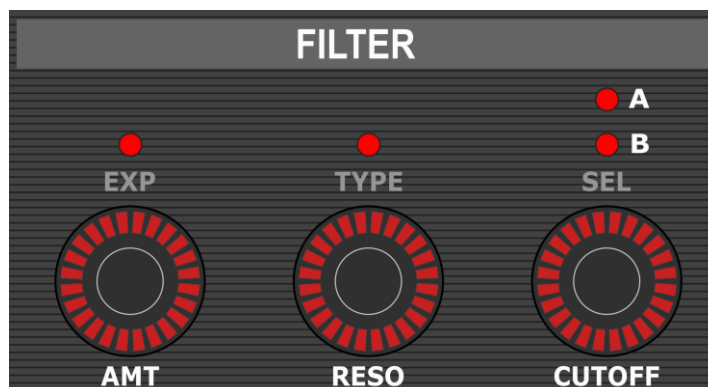 FILTER
A
B
EXP TYPE SEL
AMT RESO CUTOFF